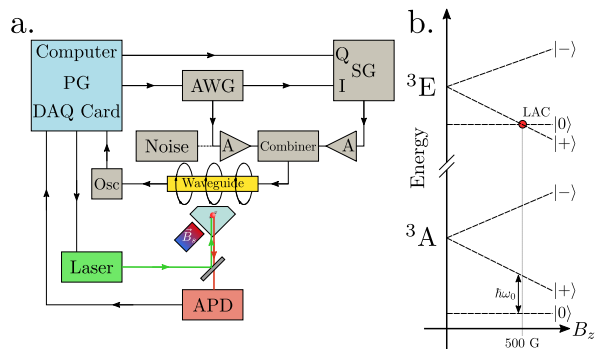 a.
Computer
PG
DAQ Card
AWG
Q
I
SG
Noise
A
Combiner
A
Osc
Waveguide
B⃗
Laser
APD
b.
Energy
³E
|−⟩
LAC
|0⟩
|+⟩
³A
|−⟩
ℏω₀
|+⟩
|0⟩
500 G
B_z